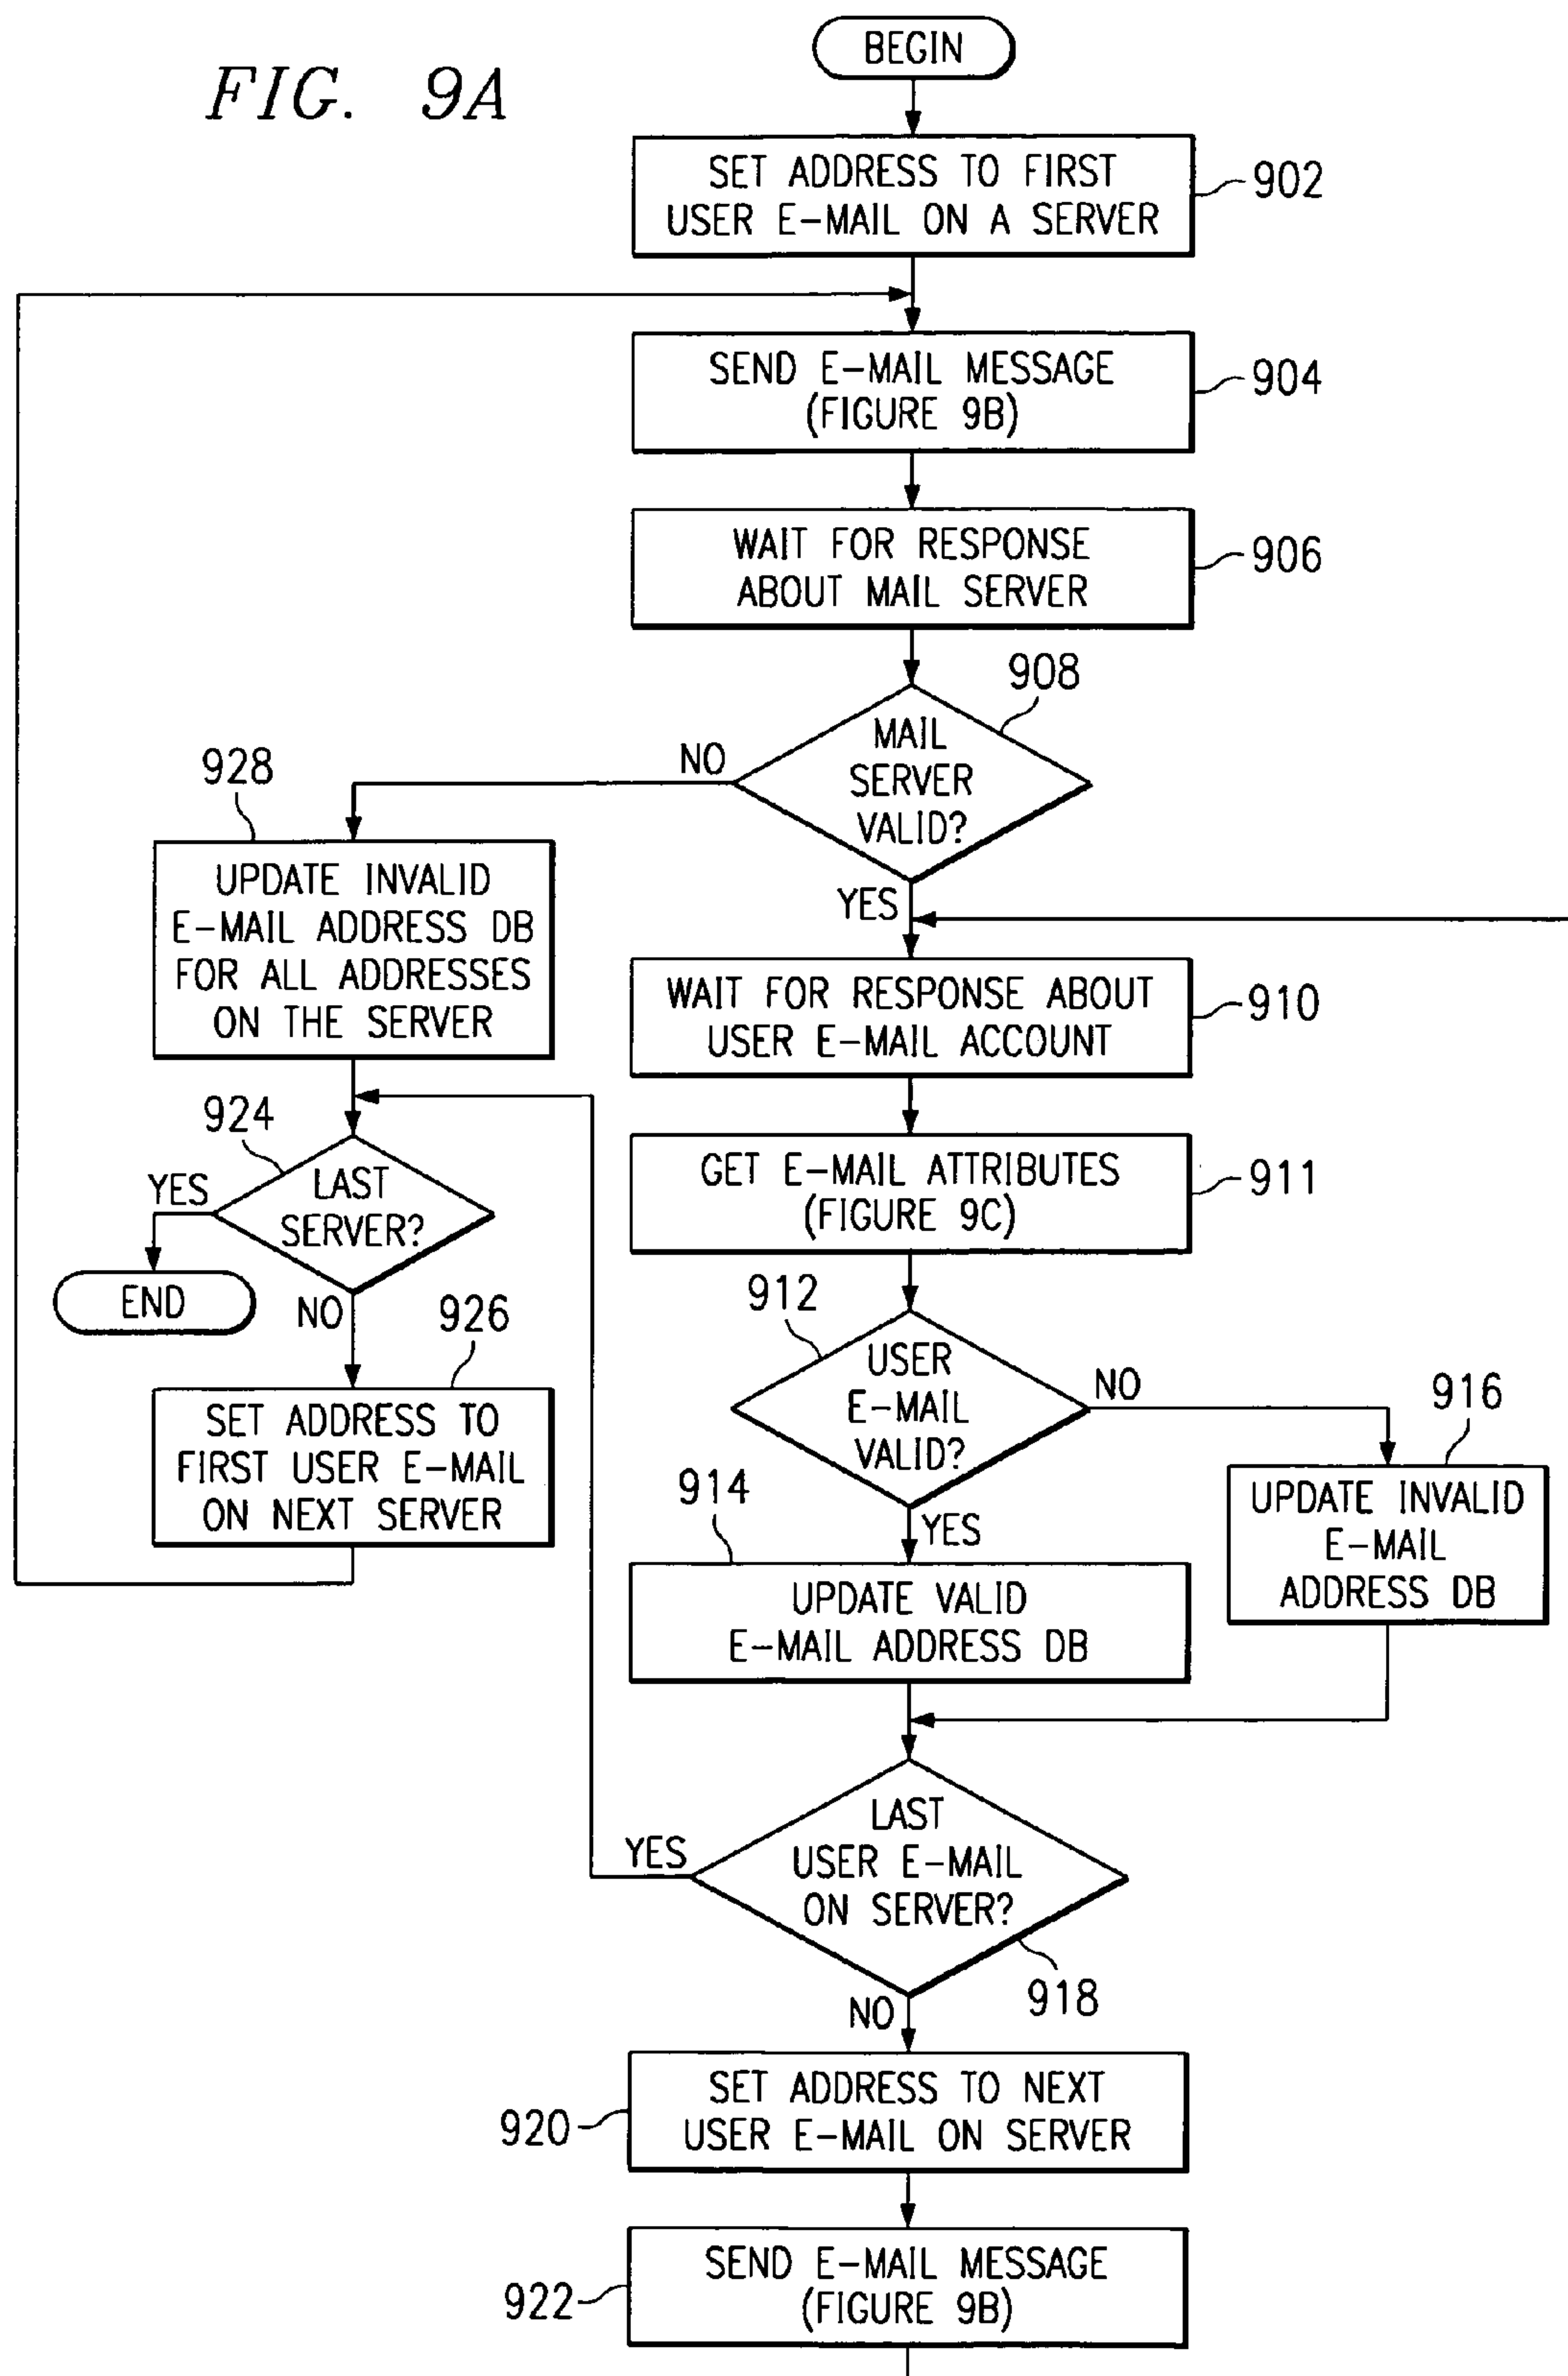 FIG. 9A
BEGIN
SET ADDRESS TO FIRST
USER E-MAIL ON A SERVER
902
SEND E-MAIL MESSAGE
(FIGURE 9B)
904
WAIT FOR RESPONSE
ABOUT MAIL SERVER
906
908
MAIL
SERVER
VALID?
NO
YES
928
UPDATE INVALID
E-MAIL ADDRESS DB
FOR ALL ADDRESSES
ON THE SERVER
WAIT FOR RESPONSE ABOUT
USER E-MAIL ACCOUNT
910
924
LAST
SERVER?
YES
END
NO
926
SET ADDRESS TO
FIRST USER E-MAIL
ON NEXT SERVER
GET E-MAIL ATTRIBUTES
(FIGURE 9C)
911
912
USER
E-MAIL
VALID?
NO
916
UPDATE INVALID
E-MAIL
ADDRESS DB
YES
914
UPDATE VALID
E-MAIL ADDRESS DB
LAST
USER E-MAIL
ON SERVER?
YES
918
NO
SET ADDRESS TO NEXT
USER E-MAIL ON SERVER
920
SEND E-MAIL MESSAGE
(FIGURE 9B)
922